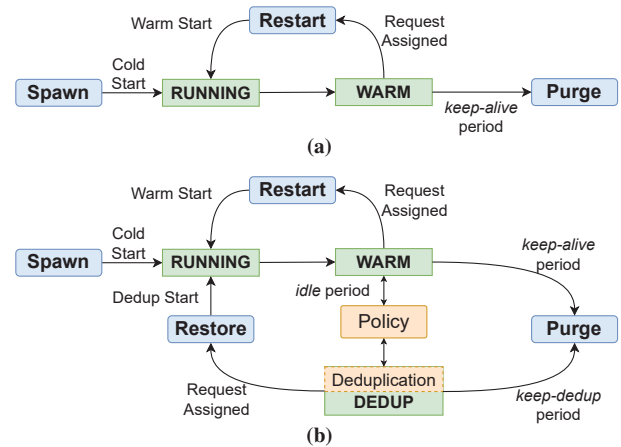 Restart
Warm Start
Request
Assigned
Cold
Start
Spawn
RUNNING
WARM
Purge
keep-alive
period
(a)
Restart
Warm Start
Request
Assigned
Cold
Start
keep-alive
period
Spawn
RUNNING
WARM
idle period
Dedup Start
Restore
Policy
Purge
Request
Assigned
Deduplication
DEDUP
keep-dedup
period
(b)